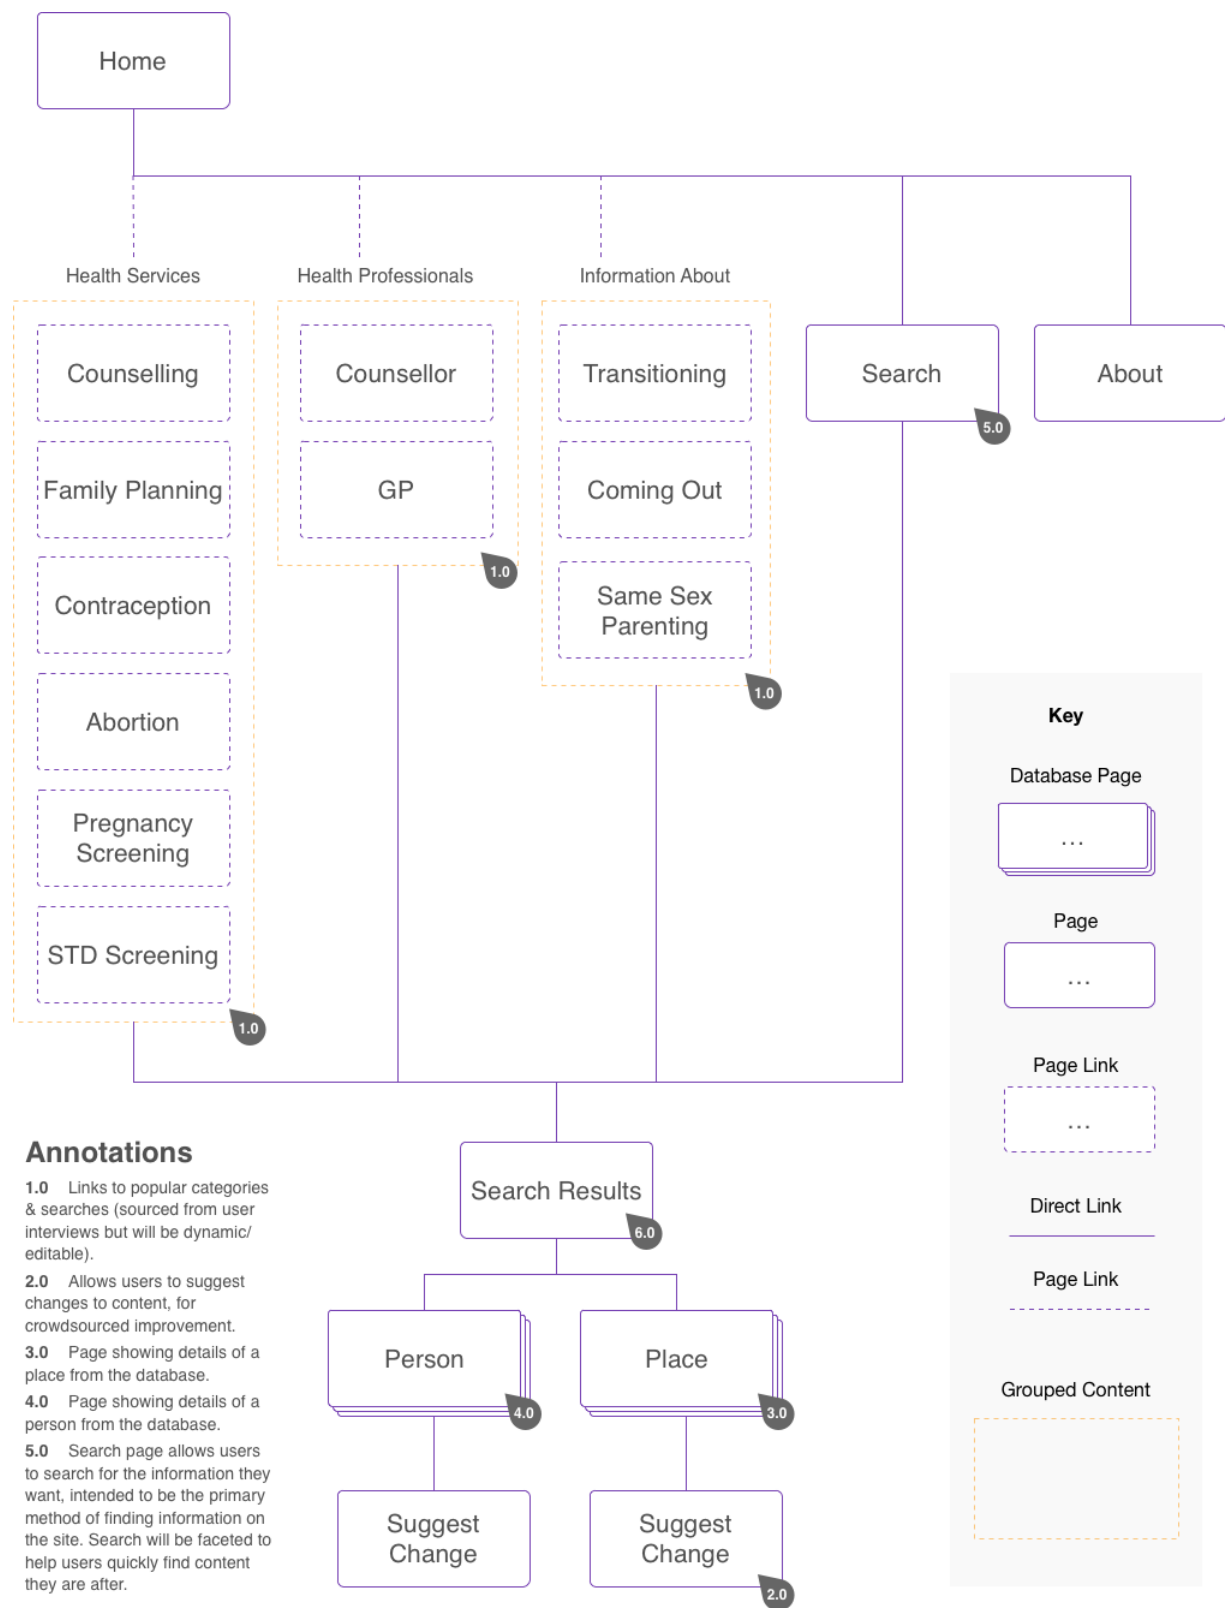 Home
Health Services
Health Professionals
Information About
Counselling
Counsellor
Transitioning
Search
5.0
About
Family Planning
GP
1.0
Coming Out
Contraception
Same Sex
Parenting
1.0
Abortion
Pregnancy
Screening
STD Screening
1.0
Key
Database Page
...
Page
...
Page Link
...
Direct Link
Page Link
Grouped Content
Search Results
6.0
Person
4.0
Place
3.0
Suggest
Change
Suggest
Change
2.0
Annotations
1.0 Links to popular categories
& searches (sourced from user
interviews but will be dynamic/
editable).
2.0 Allows users to suggest
changes to content, for
crowdsourced improvement.
3.0 Page showing details of a
place from the database.
4.0 Page showing details of a
person from the database.
5.0 Search page allows users
to search for the information they
want, intended to be the primary
method of finding information on
the site. Search will be faceted to
help users quickly find content
they are after.